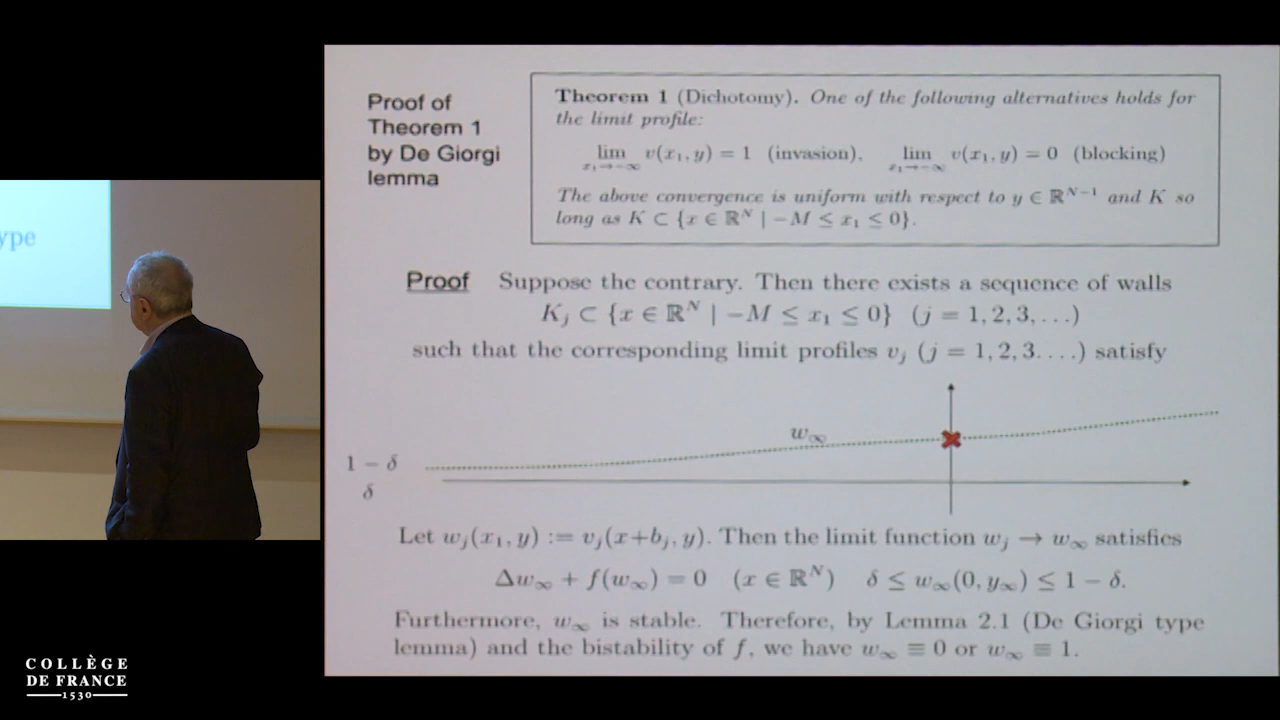 ype
Proof of
Theorem 1
by De Giorgi
lemma
Theorem 1 (Dichotomy). One of the following alternatives holds for
the limit profile:
lim_{x₁→−∞} v(x₁, y) = 1 (invasion), lim_{x₁→−∞} v(x₁, y) = 0 (blocking)
The above convergence is uniform with respect to y ∈ ℝ^{N−1} and K so
long as K ⊂ {x ∈ ℝ^N | −M ≤ x₁ ≤ 0}.
Proof Suppose the contrary. Then there exists a sequence of walls
K_j ⊂ {x ∈ ℝ^N | −M ≤ x₁ ≤ 0} (j = 1, 2, 3, . . .)
such that the corresponding limit profiles v_j (j = 1, 2, 3. . . .) satisfy
w_∞
1 − δ
δ
Let w_j(x₁, y) := v_j(x+b_j, y). Then the limit function w_j → w_∞ satisfies
Δw_∞ + f(w_∞) = 0 (x ∈ ℝ^N) δ ≤ w_∞(0, y_∞) ≤ 1 − δ.
Furthermore, w_∞ is stable. Therefore, by Lemma 2.1 (De Giorgi type
lemma) and the bistability of f, we have w_∞ ≡ 0 or w_∞ ≡ 1.
COLLÈGE
DE FRANCE
1530